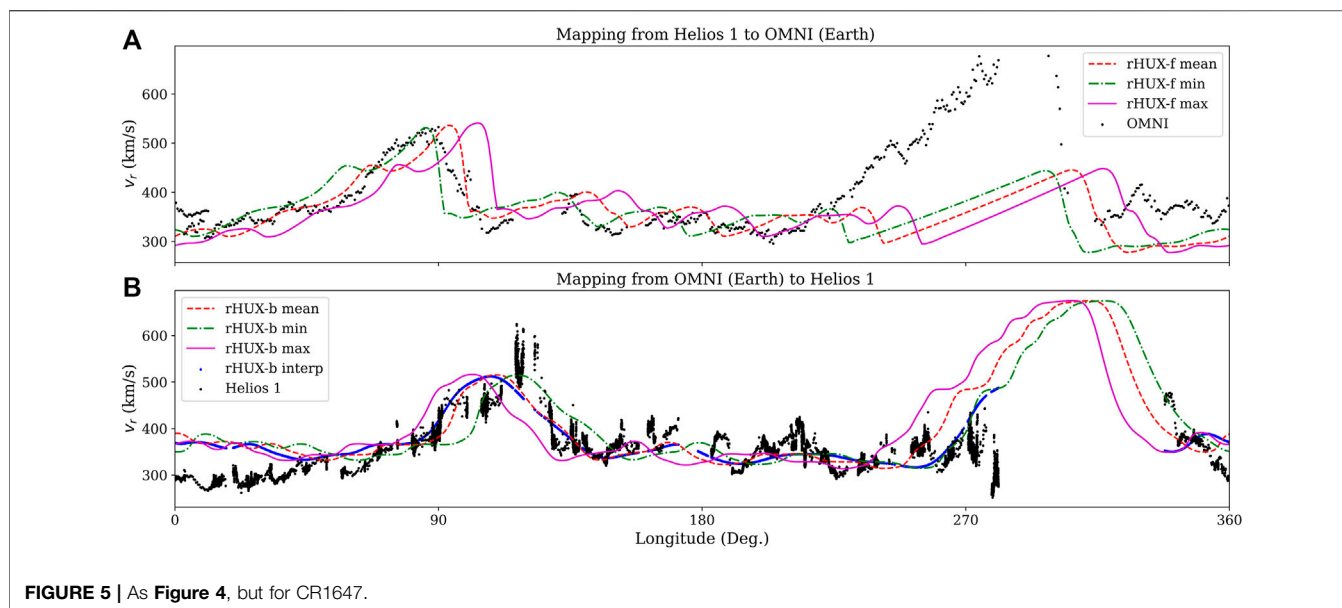 A
Mapping from Helios 1 to OMNI (Earth)
600
500
400
300
v_r (km/s)
rHUX-f mean
rHUX-f min
rHUX-f max
OMNI
B
Mapping from OMNI (Earth) to Helios 1
600
500
400
300
v_r (km/s)
rHUX-b mean
rHUX-b min
rHUX-b max
rHUX-b interp
Helios 1
0 90 180 270 360
Longitude (Deg.)
FIGURE 5 | As Figure 4, but for CR1647.